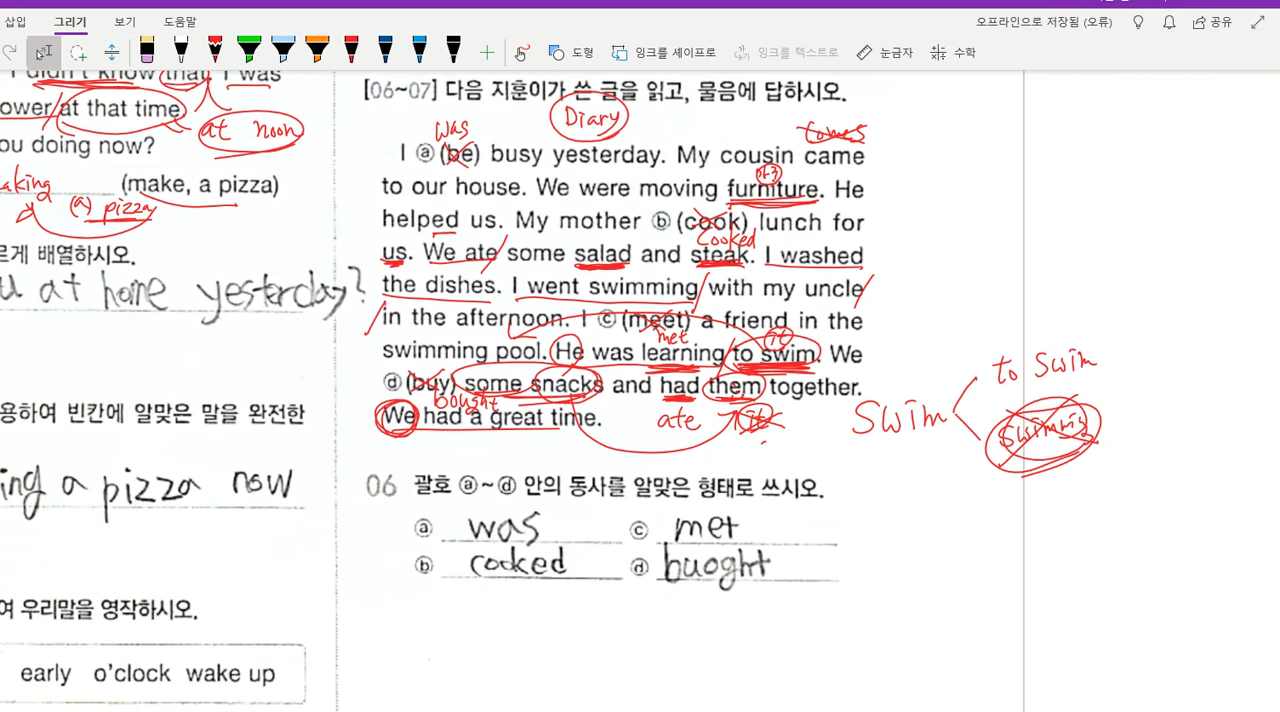 삽입 그리기 보기 도움말 오프라인으로 저장됨 (오류) 공유
도형 잉크를 셰이프로 잉크를 텍스트로 눈금자 수학
didn't know that I was
ower at that time
at noon
ou doing now?
aking (make, a pizza)
(a) pizza
르게 배열하시오.
u at home yesterday?
용하여 빈칸에 알맞은 말을 완전한
ing a pizza now
여 우리말을 영작하시오.
early o'clock wake up
[06~07] 다음 지훈이가 쓴 글을 읽고, 물음에 답하시오.
Diary
was comes
I ⓐ (be) busy yesterday. My cousin came
to our house. We were moving furniture. He
helped us. My mother ⓑ (cook) lunch for
cooked
us. We ate some salad and steak. I washed
the dishes. I went swimming with my uncle
in the afternoon. I ⓒ (meet) a friend in the
met it
swimming pool. He was learning to swim. We
ⓓ (buy) some snacks and had them together.
bought
We had a great time.
ate it
swim to swim
swimming
06 괄호 ⓐ~ⓓ 안의 동사를 알맞은 형태로 쓰시오.
ⓐ was ⓒ met
ⓑ cooked ⓓ buoght